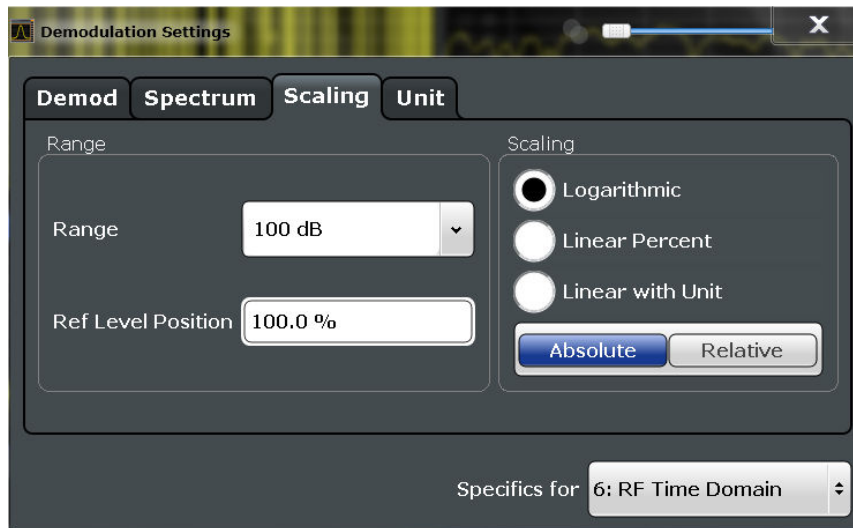 Demodulation Settings
X
Demod Spectrum Scaling Unit
Range
Range 100 dB
Ref Level Position 100.0 %
Scaling
Logarithmic
Linear Percent
Linear with Unit
Absolute Relative
Specifics for 6: RF Time Domain